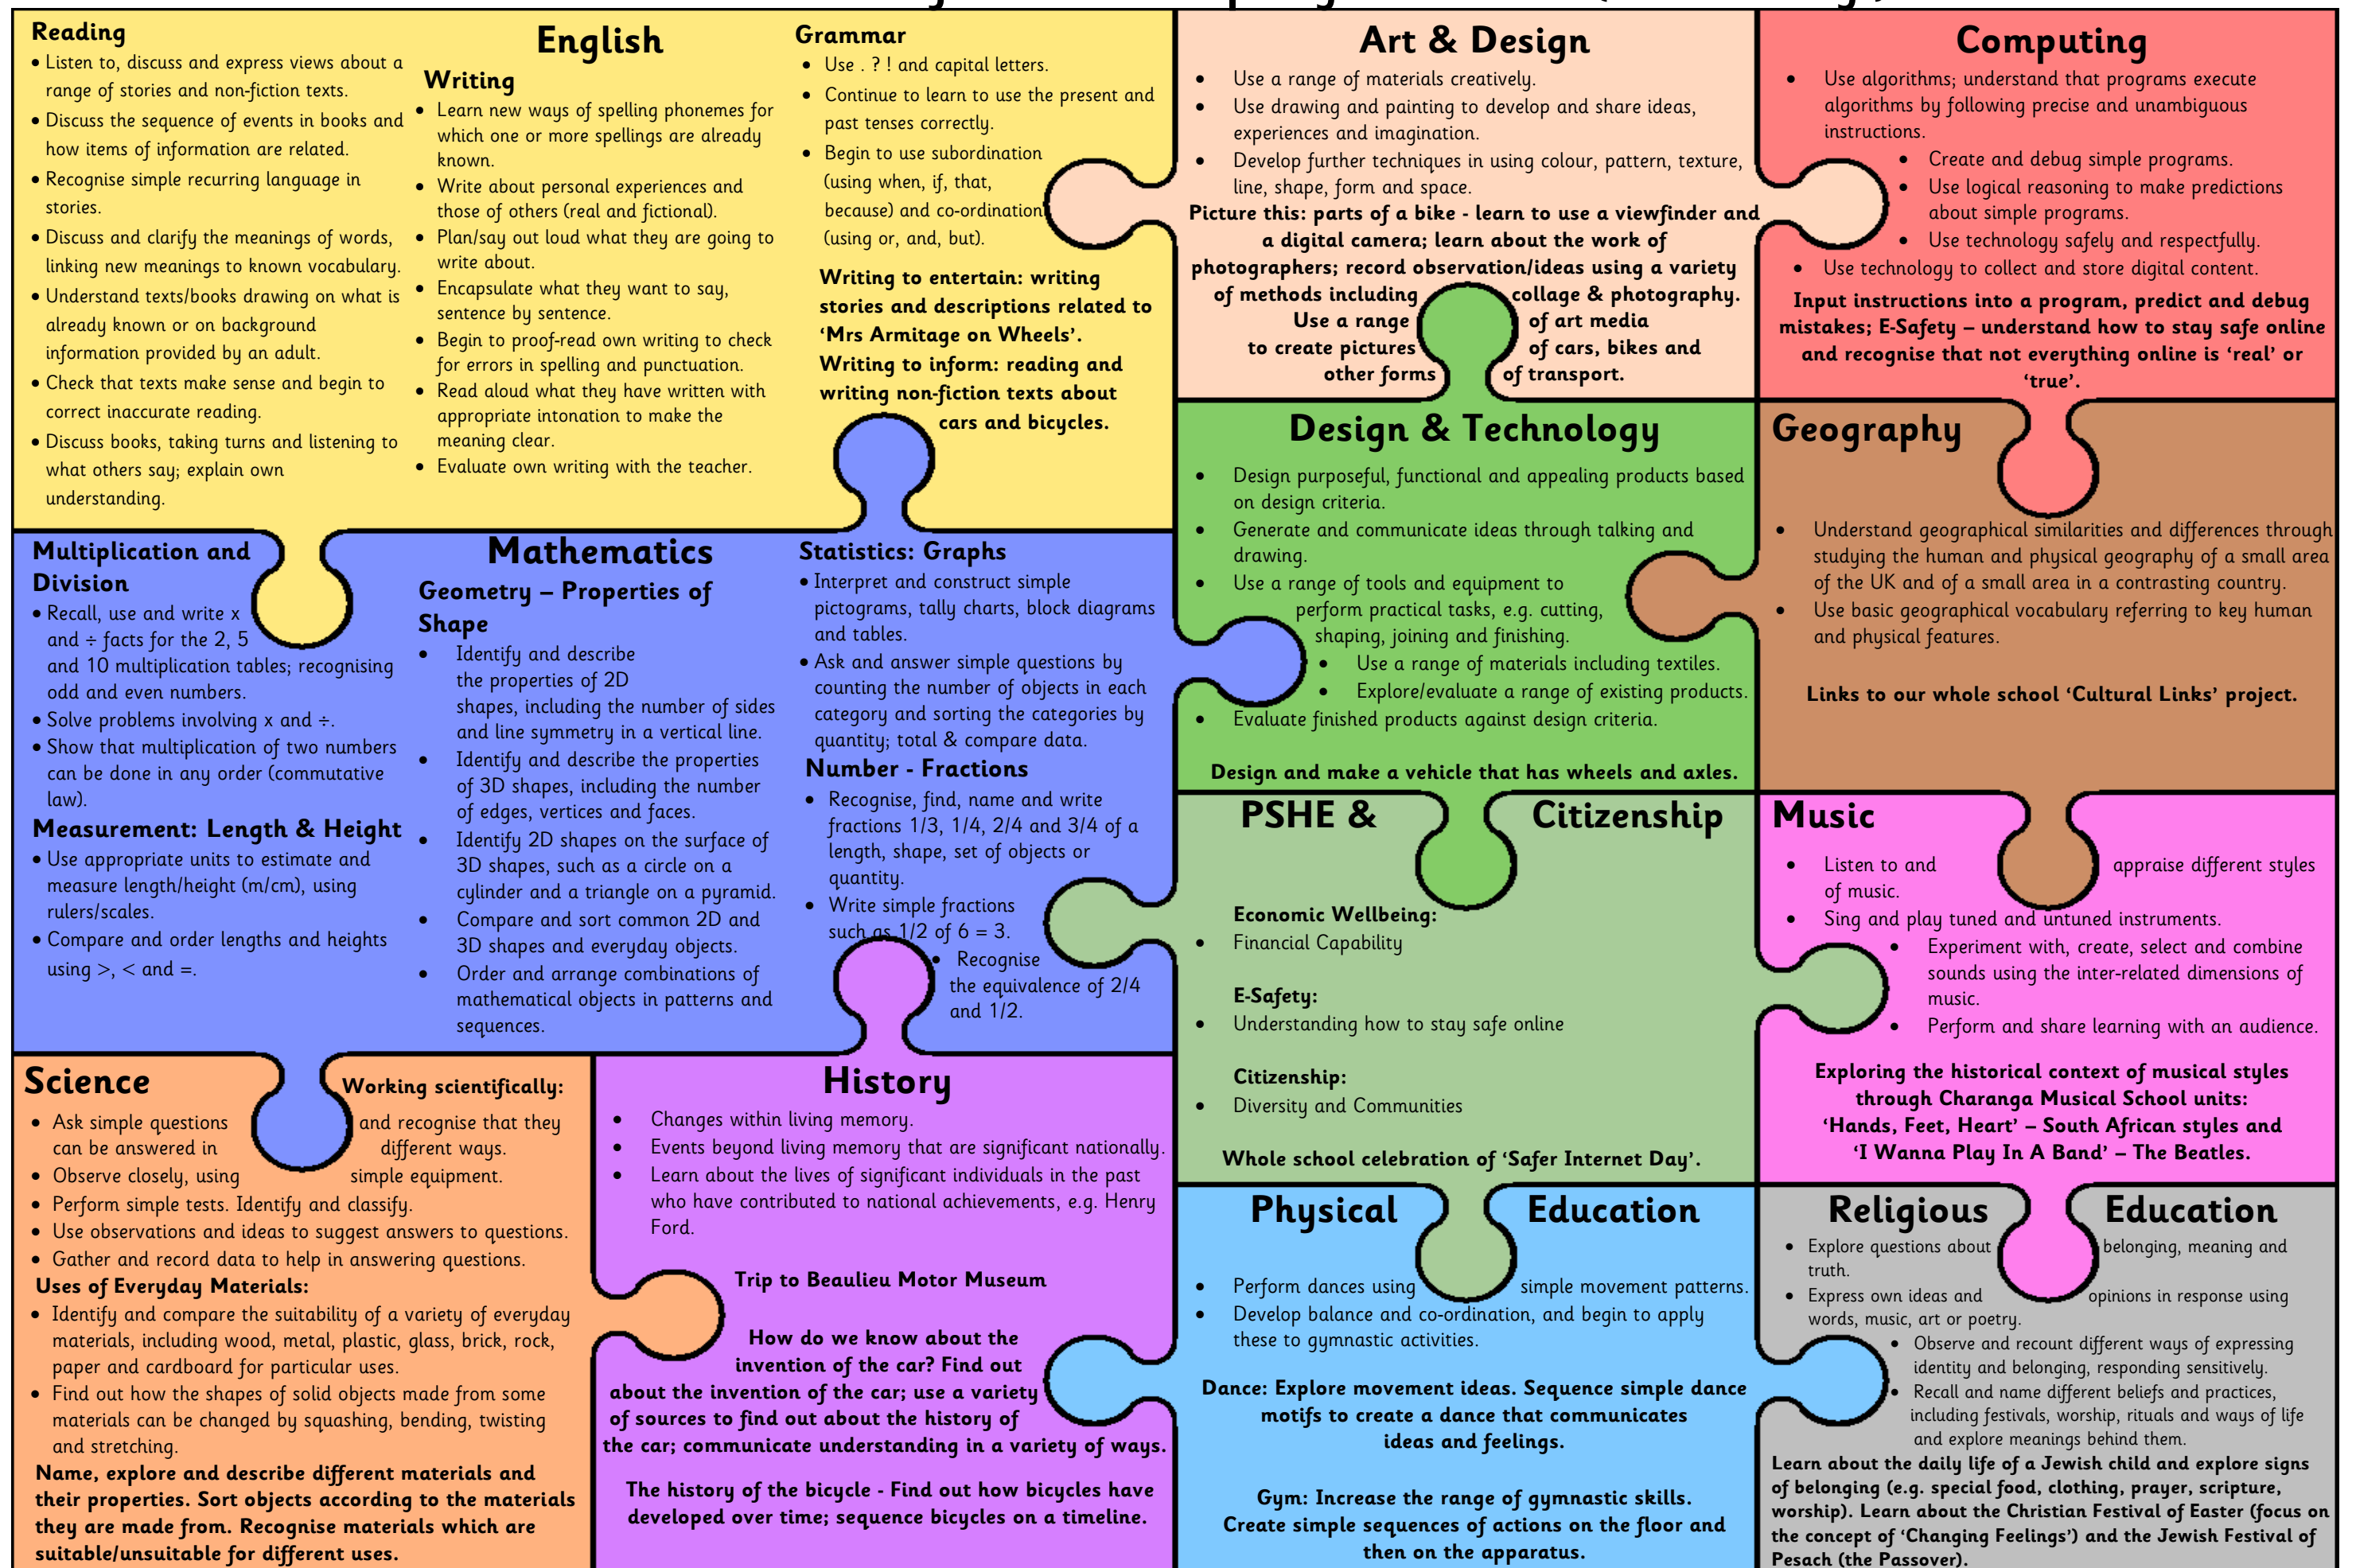 Reading
• Listen to, discuss and express views about a
range of stories and non-fiction texts.
• Discuss the sequence of events in books and
how items of information are related.
• Recognise simple recurring language in
stories.
• Discuss and clarify the meanings of words,
linking new meanings to known vocabulary.
• Understand texts/books drawing on what is
already known or on background
information provided by an adult.
• Check that texts make sense and begin to
correct inaccurate reading.
• Discuss books, taking turns and listening to
what others say; explain own
understanding.
English
Writing
• Learn new ways of spelling phonemes for
which one or more spellings are already
known.
• Write about personal experiences and
those of others (real and fictional).
• Plan/say out loud what they are going to
write about.
• Encapsulate what they want to say,
sentence by sentence.
• Begin to proof-read own writing to check
for errors in spelling and punctuation.
• Read aloud what they have written with
appropriate intonation to make the
meaning clear.
• Evaluate own writing with the teacher.
Grammar
• Use . ? ! and capital letters.
• Continue to learn to use the present and
past tenses correctly.
• Begin to use subordination
(using when, if, that,
because) and co-ordination
(using or, and, but).
Writing to entertain: writing
stories and descriptions related to
‘Mrs Armitage on Wheels’.
Writing to inform: reading and
writing non-fiction texts about
cars and bicycles.
Art & Design
• Use a range of materials creatively.
• Use drawing and painting to develop and share ideas,
experiences and imagination.
• Develop further techniques in using colour, pattern, texture,
line, shape, form and space.
Picture this: parts of a bike - learn to use a viewfinder and
a digital camera; learn about the work of
photographers; record observation/ideas using a variety
of methods including collage & photography.
Use a range of art media
to create pictures of cars, bikes and
other forms of transport.
Computing
• Use algorithms; understand that programs execute
algorithms by following precise and unambiguous
instructions.
• Create and debug simple programs.
• Use logical reasoning to make predictions
about simple programs.
• Use technology safely and respectfully.
• Use technology to collect and store digital content.
Input instructions into a program, predict and debug
mistakes; E-Safety – understand how to stay safe online
and recognise that not everything online is ‘real’ or
‘true’.
Design & Technology
• Design purposeful, functional and appealing products based
on design criteria.
• Generate and communicate ideas through talking and
drawing.
• Use a range of tools and equipment to
perform practical tasks, e.g. cutting,
shaping, joining and finishing.
• Use a range of materials including textiles.
• Explore/evaluate a range of existing products.
• Evaluate finished products against design criteria.
Design and make a vehicle that has wheels and axles.
Geography
• Understand geographical similarities and differences through
studying the human and physical geography of a small area
of the UK and of a small area in a contrasting country.
• Use basic geographical vocabulary referring to key human
and physical features.
Links to our whole school ‘Cultural Links’ project.
Multiplication and
Division
• Recall, use and write x
and ÷ facts for the 2, 5
and 10 multiplication tables; recognising
odd and even numbers.
• Solve problems involving x and ÷.
• Show that multiplication of two numbers
can be done in any order (commutative
law).
Measurement: Length & Height
• Use appropriate units to estimate and
measure length/height (m/cm), using
rulers/scales.
• Compare and order lengths and heights
using >, < and =.
Mathematics
Geometry – Properties of
Shape
• Identify and describe
the properties of 2D
shapes, including the number of sides
and line symmetry in a vertical line.
• Identify and describe the properties
of 3D shapes, including the number
of edges, vertices and faces.
• Identify 2D shapes on the surface of
3D shapes, such as a circle on a
cylinder and a triangle on a pyramid.
• Compare and sort common 2D and
3D shapes and everyday objects.
• Order and arrange combinations of
mathematical objects in patterns and
sequences.
Statistics: Graphs
• Interpret and construct simple
pictograms, tally charts, block diagrams
and tables.
• Ask and answer simple questions by
counting the number of objects in each
category and sorting the categories by
quantity; total & compare data.
Number - Fractions
• Recognise, find, name and write
fractions 1/3, 1/4, 2/4 and 3/4 of a
length, shape, set of objects or
quantity.
• Write simple fractions
such as 1/2 of 6 = 3.
• Recognise
the equivalence of 2/4
and 1/2.
PSHE & Citizenship
Economic Wellbeing:
• Financial Capability
E-Safety:
• Understanding how to stay safe online
Citizenship:
• Diversity and Communities
Whole school celebration of ‘Safer Internet Day’.
Music
• Listen to and appraise different styles
of music.
• Sing and play tuned and untuned instruments.
• Experiment with, create, select and combine
sounds using the inter-related dimensions of
music.
• Perform and share learning with an audience.
Exploring the historical context of musical styles
through Charanga Musical School units:
‘Hands, Feet, Heart’ – South African styles and
‘I Wanna Play In A Band’ – The Beatles.
Science
Working scientifically:
• Ask simple questions and recognise that they
can be answered in different ways.
• Observe closely, using simple equipment.
• Perform simple tests. Identify and classify.
• Use observations and ideas to suggest answers to questions.
• Gather and record data to help in answering questions.
Uses of Everyday Materials:
• Identify and compare the suitability of a variety of everyday
materials, including wood, metal, plastic, glass, brick, rock,
paper and cardboard for particular uses.
• Find out how the shapes of solid objects made from some
materials can be changed by squashing, bending, twisting
and stretching.
Name, explore and describe different materials and
their properties. Sort objects according to the materials
they are made from. Recognise materials which are
suitable/unsuitable for different uses.
History
• Changes within living memory.
• Events beyond living memory that are significant nationally.
• Learn about the lives of significant individuals in the past
who have contributed to national achievements, e.g. Henry
Ford.
Trip to Beaulieu Motor Museum
How do we know about the
invention of the car? Find out
about the invention of the car; use a variety
of sources to find out about the history of
the car; communicate understanding in a variety of ways.
The history of the bicycle - Find out how bicycles have
developed over time; sequence bicycles on a timeline.
Physical Education
• Perform dances using simple movement patterns.
• Develop balance and co-ordination, and begin to apply
these to gymnastic activities.
Dance: Explore movement ideas. Sequence simple dance
motifs to create a dance that communicates
ideas and feelings.
Gym: Increase the range of gymnastic skills.
Create simple sequences of actions on the floor and
then on the apparatus.
Religious Education
• Explore questions about belonging, meaning and
truth.
• Express own ideas and opinions in response using
words, music, art or poetry.
• Observe and recount different ways of expressing
identity and belonging, responding sensitively.
• Recall and name different beliefs and practices,
including festivals, worship, rituals and ways of life
and explore meanings behind them.
Learn about the daily life of a Jewish child and explore signs
of belonging (e.g. special food, clothing, prayer, scripture,
worship). Learn about the Christian Festival of Easter (focus on
the concept of ‘Changing Feelings’) and the Jewish Festival of
Pesach (the Passover).